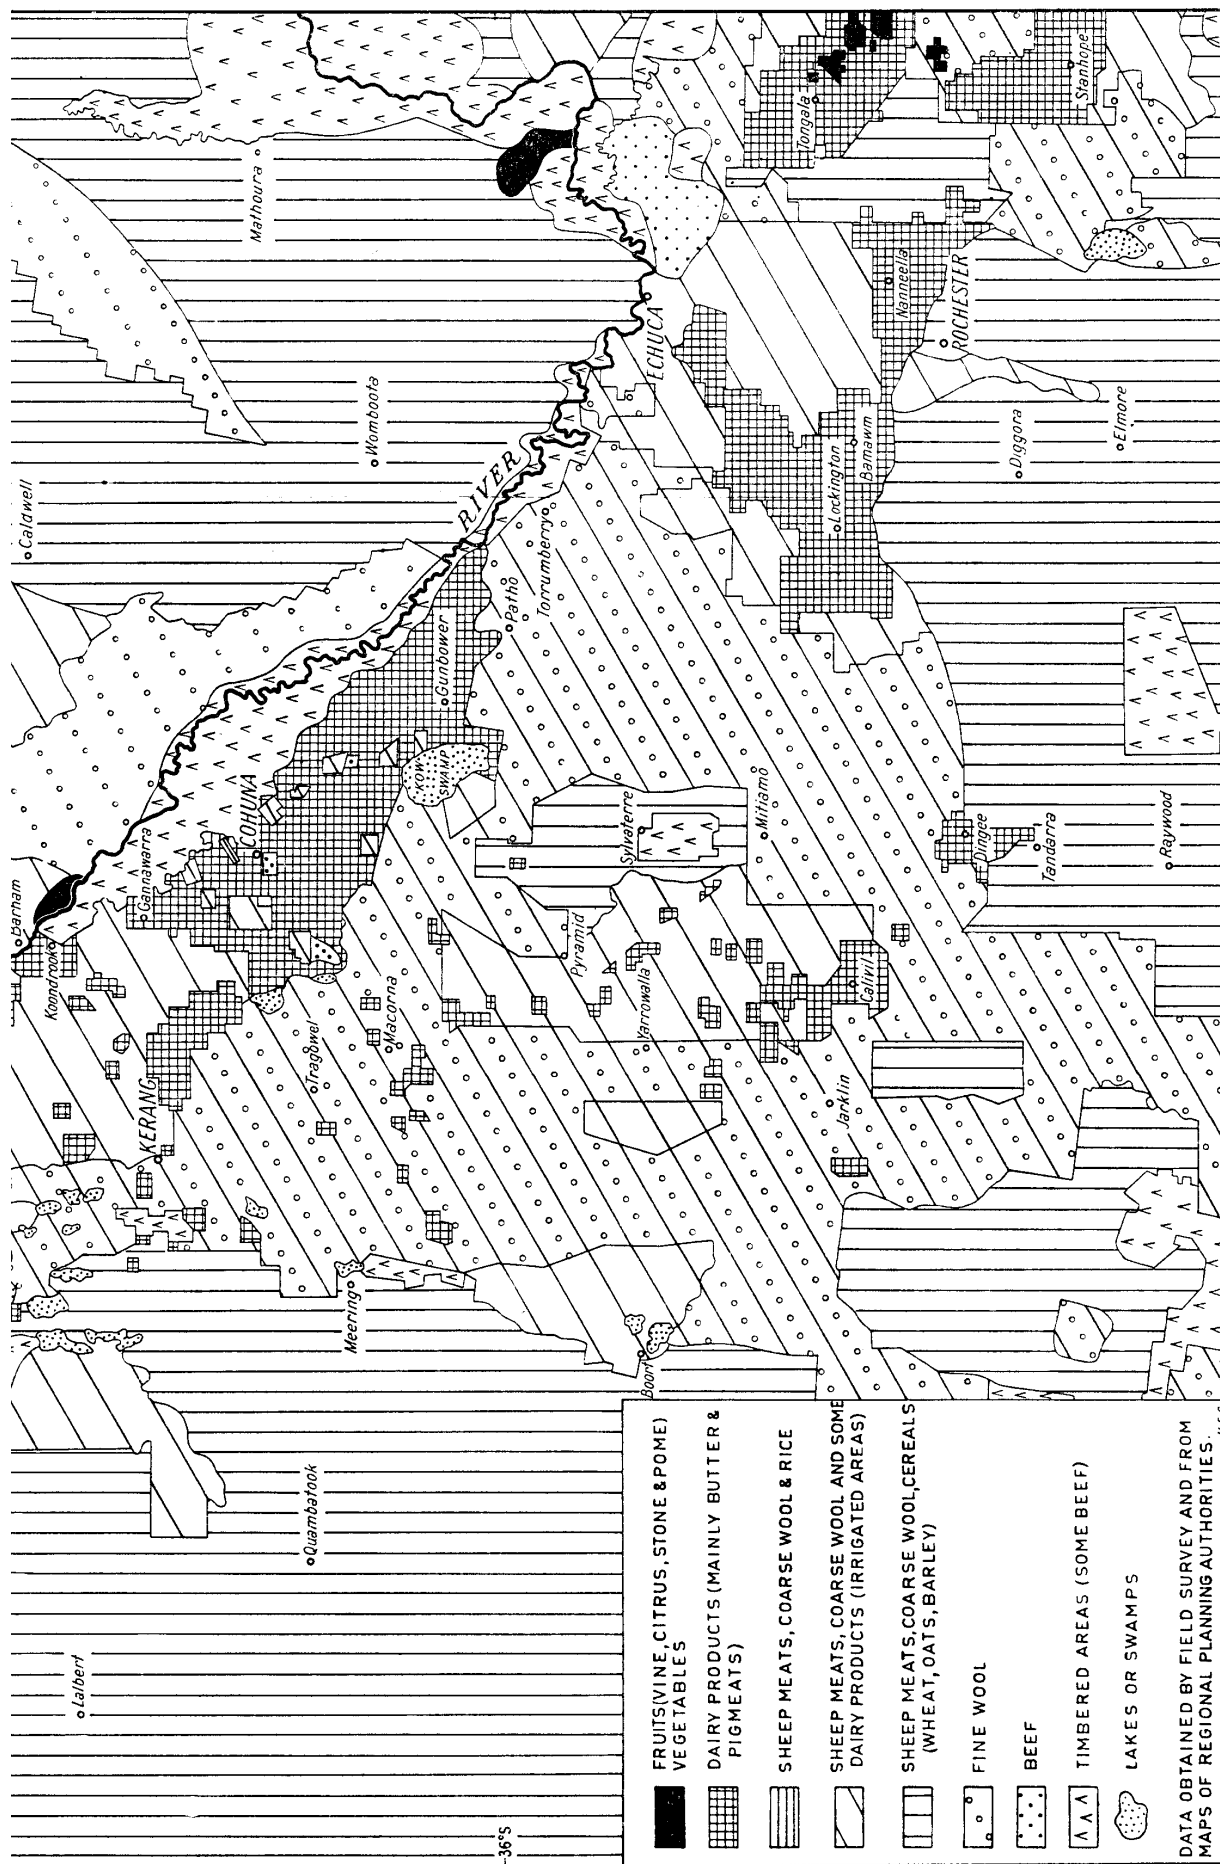 Lalbert
Quambatook
Meering
Boort
KERANG
Koondrook
Barham
Gannawarra
COHUNA
Tragowel
Macorna
KOW
SWAMP
Gunbower
Patho
Torrumberry
RIVER
Caldwell
Womboota
Mathoura
ECHUCA
Tongala
Stanhope
Nanneella
ROCHESTER
Lockington
Bamawm
Diggora
Elmore
Pyramid
Yarrowalla
Sylvaterre
Mitiamo
Calivil
Jarklin
Dingee
Tandarra
Raywood
36°S
FRUITS(VINE, CITRUS, STONE & POME)
VEGETABLES
DAIRY PRODUCTS (MAINLY BUTTER &
PIGMEATS)
SHEEP MEATS, COARSE WOOL & RICE
SHEEP MEATS, COARSE WOOL AND SOME
DAIRY PRODUCTS (IRRIGATED AREAS)
SHEEP MEATS, COARSE WOOL, CEREALS
(WHEAT, OATS, BARLEY)
FINE WOOL
BEEF
TIMBERED AREAS (SOME BEEF)
LAKES OR SWAMPS
DATA OBTAINED BY FIELD SURVEY AND FROM
MAPS OF REGIONAL PLANNING AUTHORITIES.